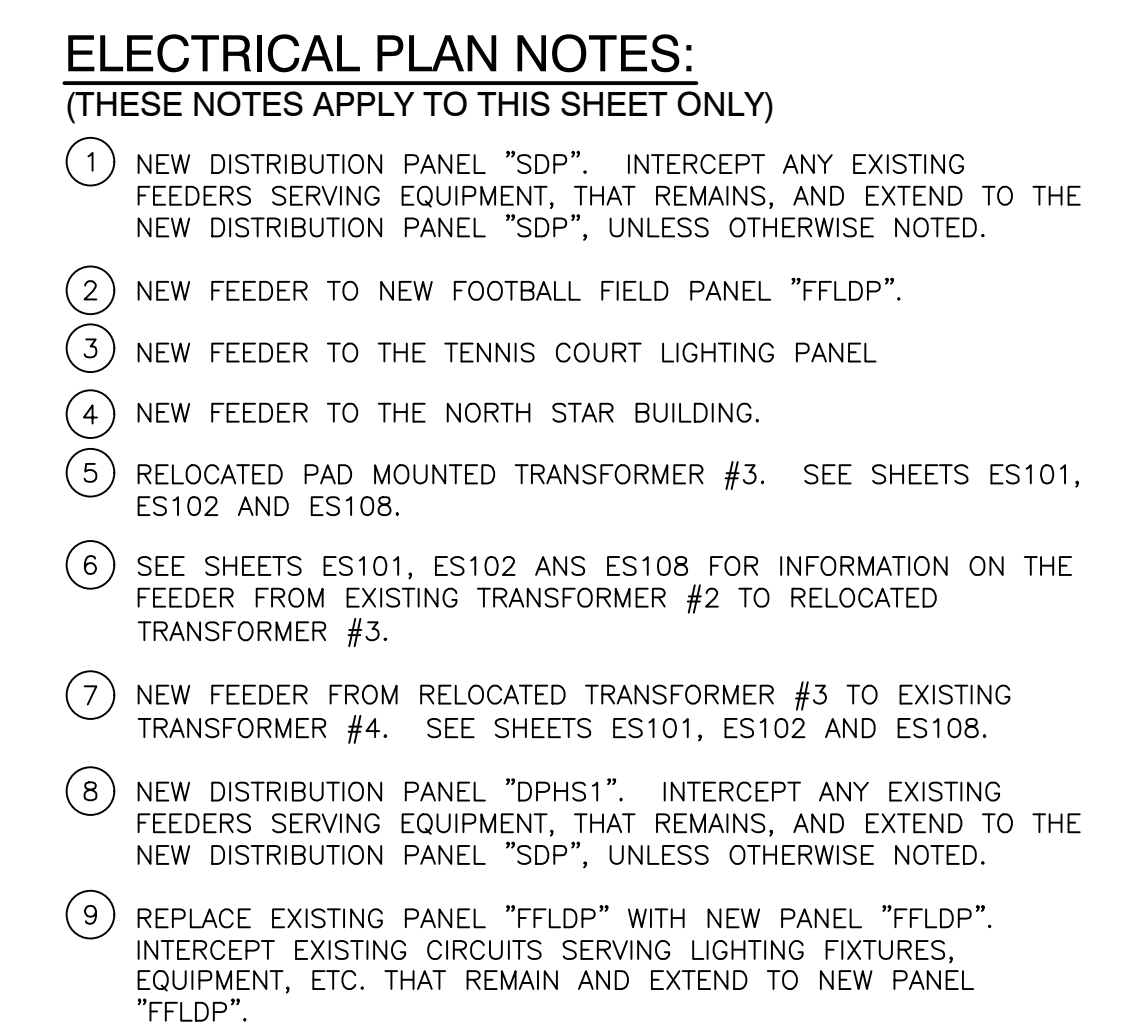 ELECTRICAL PLAN NOTES:
(THESE NOTES APPLY TO THIS SHEET ONLY)
1 NEW DISTRIBUTION PANEL "SDP". INTERCEPT ANY EXISTING
FEEDERS SERVING EQUIPMENT, THAT REMAINS, AND EXTEND TO THE
NEW DISTRIBUTION PANEL "SDP", UNLESS OTHERWISE NOTED.
2 NEW FEEDER TO NEW FOOTBALL FIELD PANEL "FFLDP".
3 NEW FEEDER TO THE TENNIS COURT LIGHTING PANEL
4 NEW FEEDER TO THE NORTH STAR BUILDING.
5 RELOCATED PAD MOUNTED TRANSFORMER #3. SEE SHEETS ES101,
ES102 AND ES108.
6 SEE SHEETS ES101, ES102 ANS ES108 FOR INFORMATION ON THE
FEEDER FROM EXISTING TRANSFORMER #2 TO RELOCATED
TRANSFORMER #3.
7 NEW FEEDER FROM RELOCATED TRANSFORMER #3 TO EXISTING
TRANSFORMER #4. SEE SHEETS ES101, ES102 AND ES108.
8 NEW DISTRIBUTION PANEL "DPHS1". INTERCEPT ANY EXISTING
FEEDERS SERVING EQUIPMENT, THAT REMAINS, AND EXTEND TO THE
NEW DISTRIBUTION PANEL "SDP", UNLESS OTHERWISE NOTED.
9 REPLACE EXISTING PANEL "FFLDP" WITH NEW PANEL "FFLDP".
INTERCEPT EXISTING CIRCUITS SERVING LIGHTING FIXTURES,
EQUIPMENT, ETC. THAT REMAIN AND EXTEND TO NEW PANEL
"FFLDP".